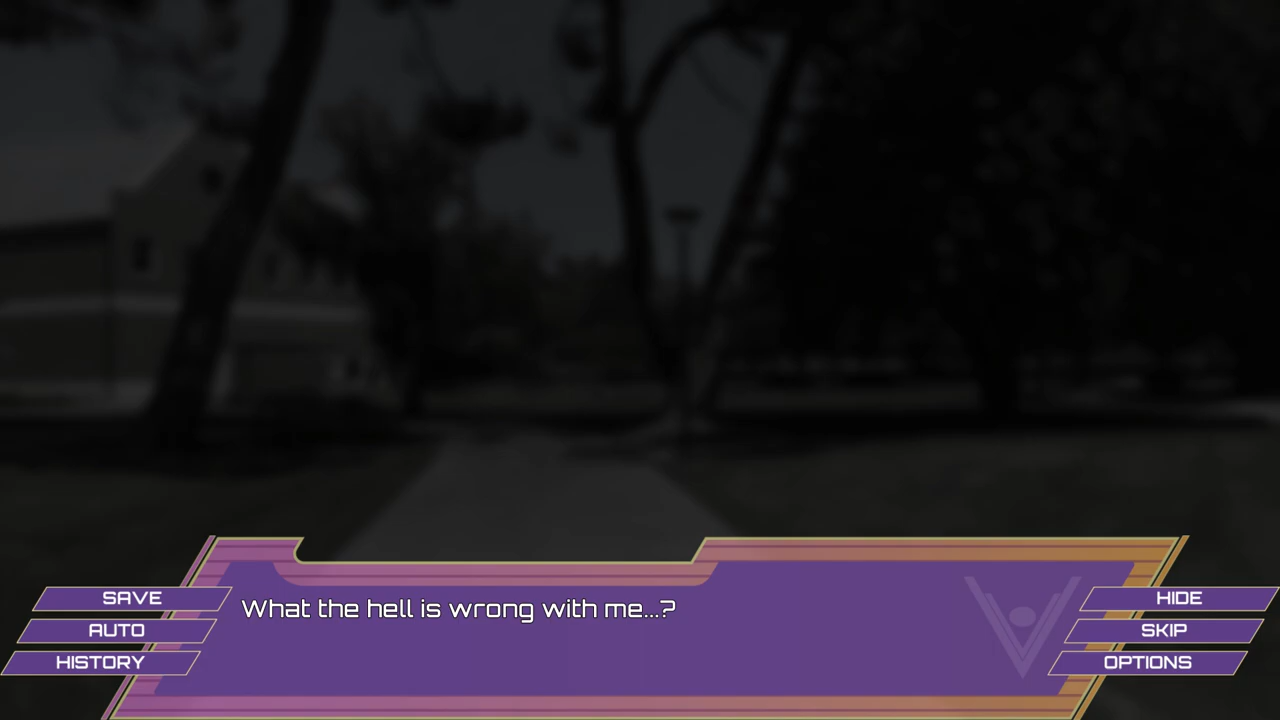 What the hell is wrong with me...?
SAVE
AUTO
HISTORY
HIDE
SKIP
OPTIONS